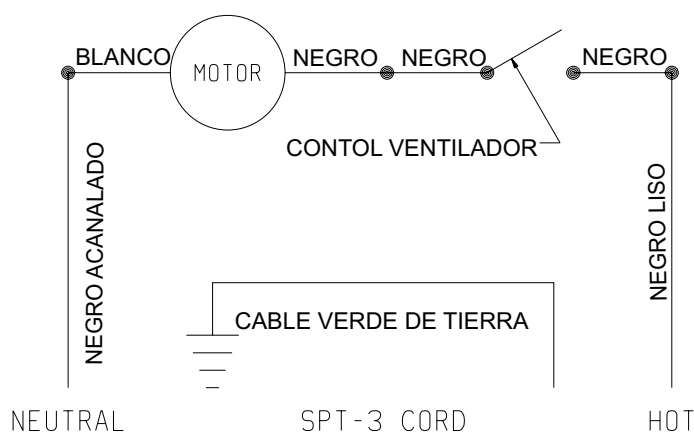 BLANCO
MOTOR
NEGRO
NEGRO
NEGRO
CONTOL VENTILADOR
NEGRO ACANALADO
NEGRO LISO
CABLE VERDE DE TIERRA
NEUTRAL
SPT-3 CORD
HOT